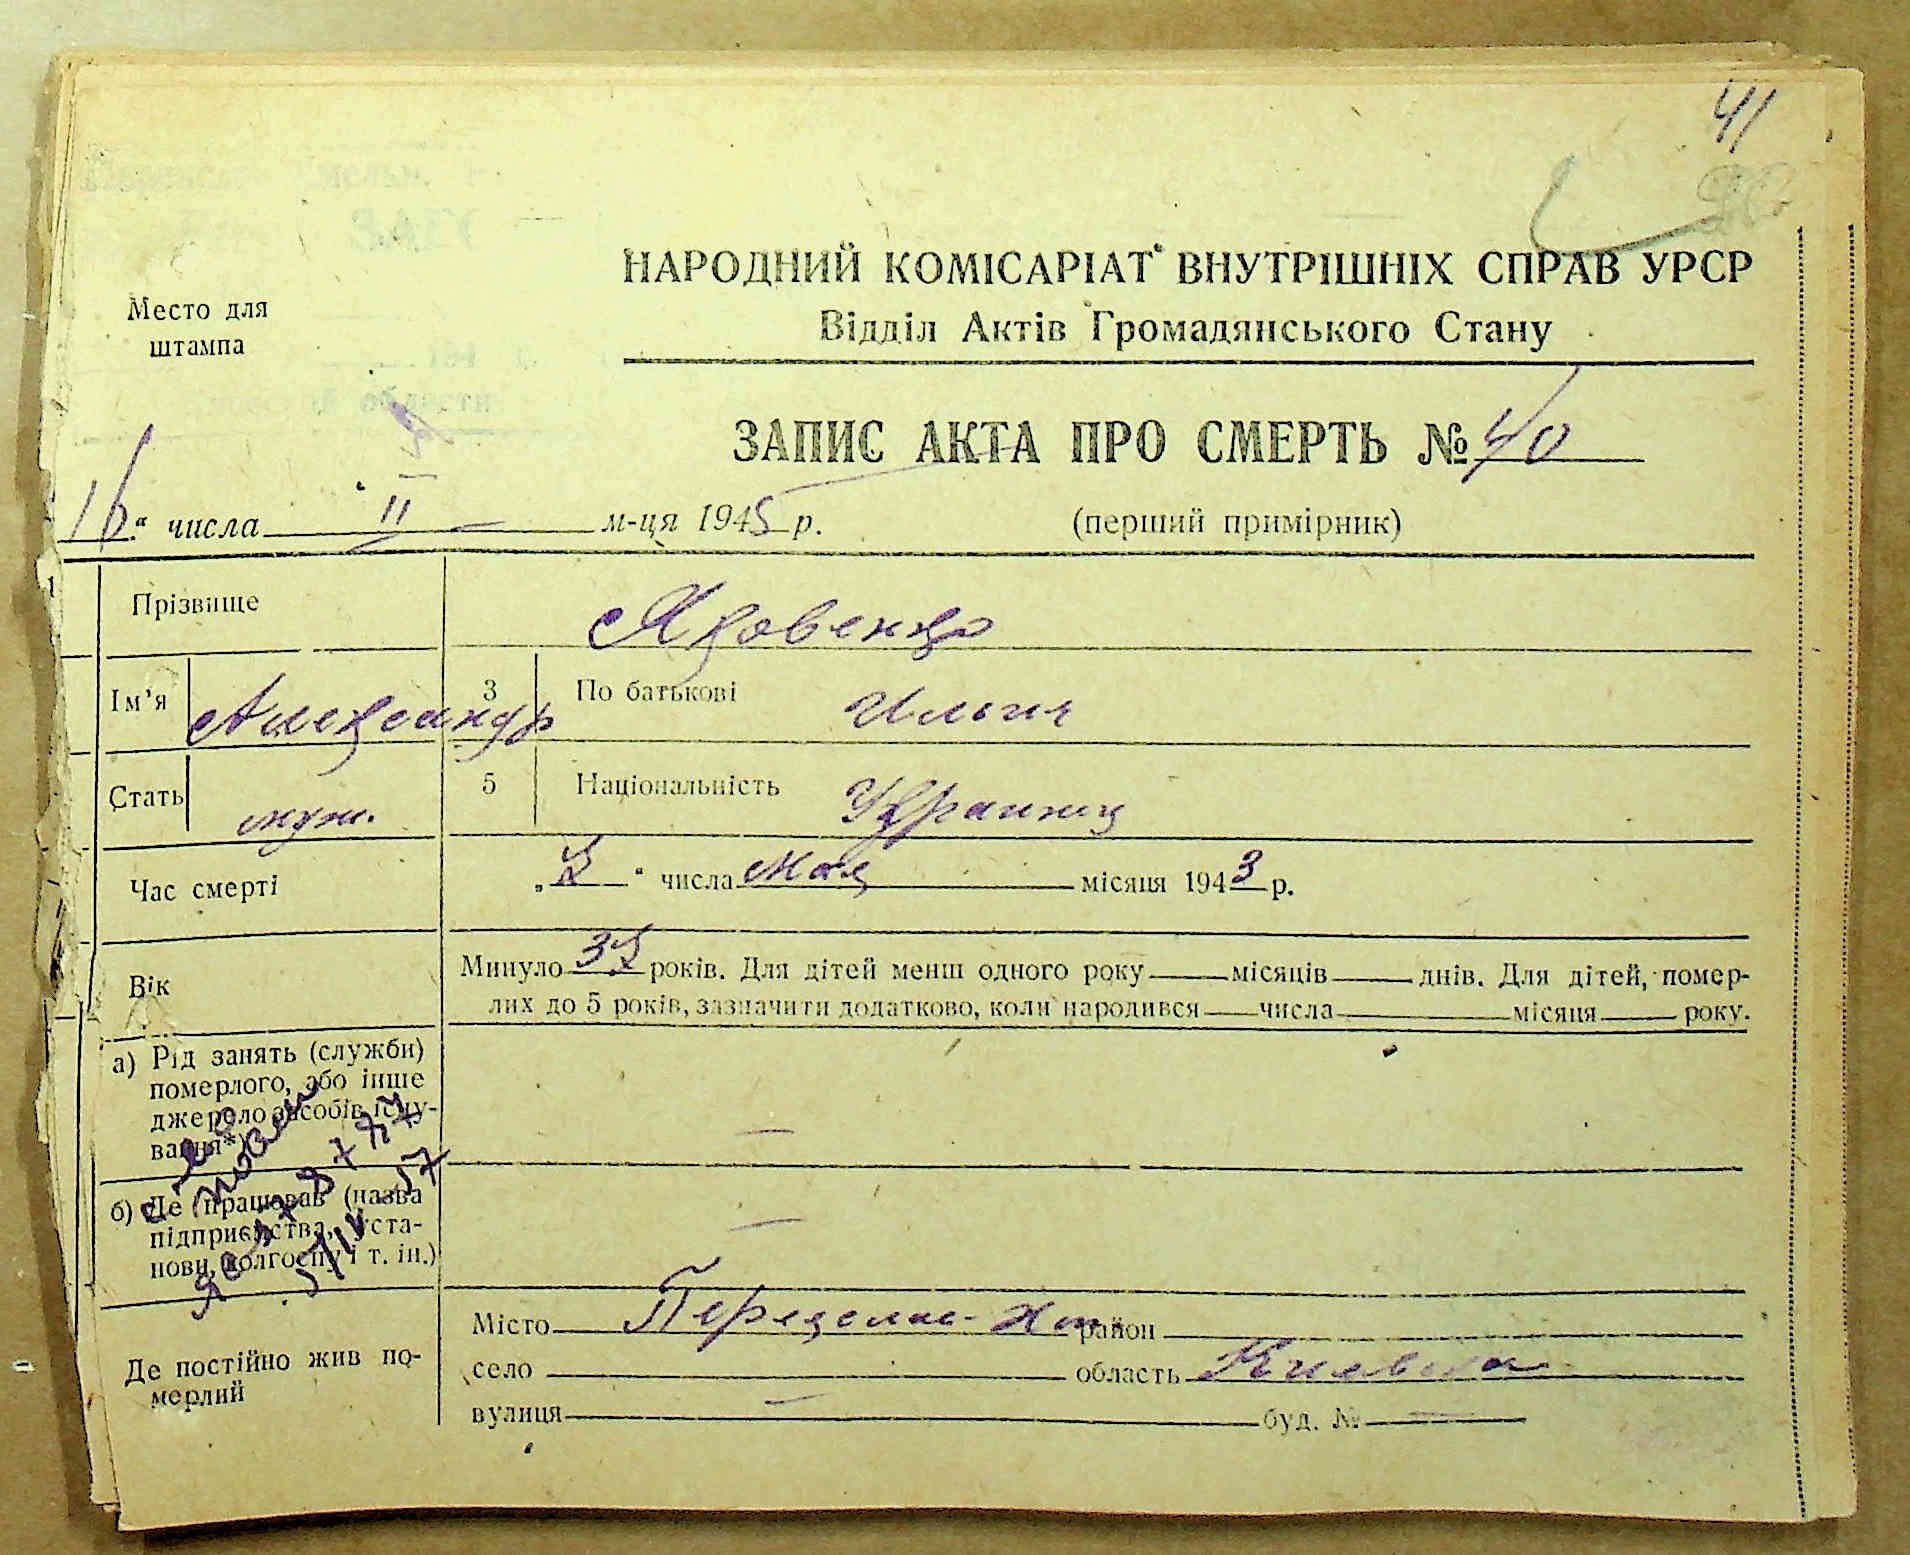 41
Место для
штампа
НАРОДНИЙ КОМІСАРІАТ ВНУТРІШНІХ СПРАВ УРСР
Відділ Актів Громадянського Стану
ЗАПИС АКТА ПРО СМЕРТЬ № 40
16 " числа II м-ця 1945 р.
(перший примірник)
1 Прізвище Яковенко
Ім'я Александр 3 По батькові Ильич
Стать муж. 5 Національність Украинец
Час смерті " 2 " числа мая місяця 1943 р.
Вік Минуло 32 років. Для дітей менш одного року — місяців — днів. Для дітей, помер-
лих до 5 років, зазначити додатково, коли народився — числа — місяця — року.
а) Рід занять (служби)
померлого, або інше
джерело засобів існу-
вання*)
—
б) Де працював (назва
підприємства, уста-
нови, колгоспу і т. ін.)
—
Де постійно жив по-
мерлий
Місто Переяслав-Хм. район
село область Киевская
вулиця — буд. № —